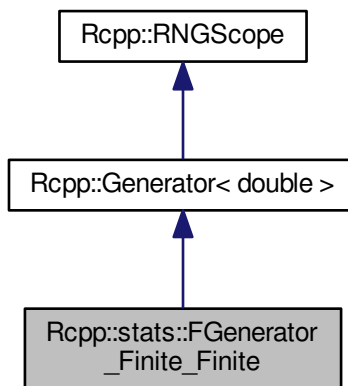 Rcpp::RNGScope
Rcpp::Generator< double >
Rcpp::stats::FGenerator
_Finite_Finite